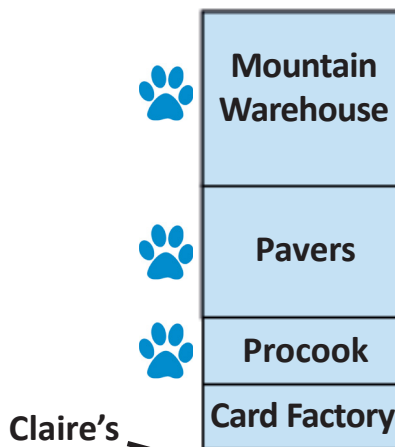 Mountain
Warehouse
Pavers
Procook
Card Factory
Claire's